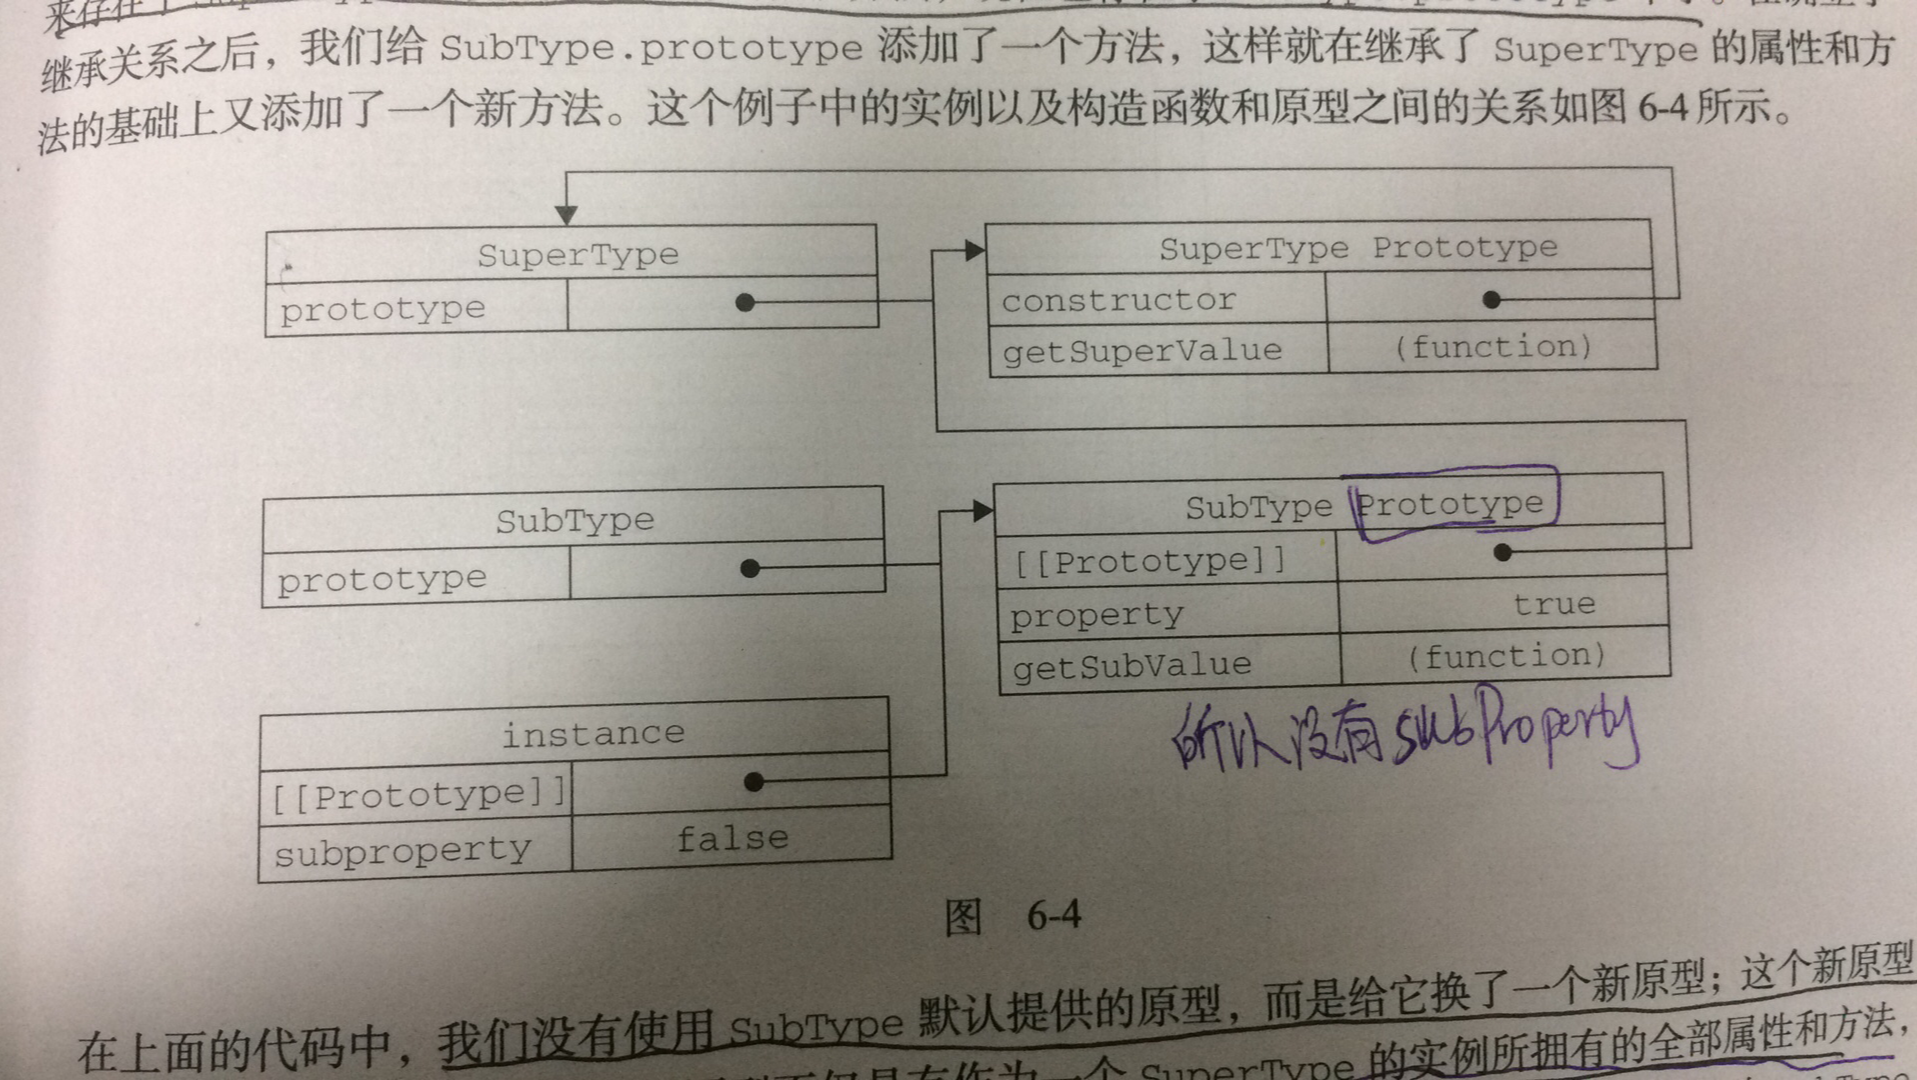 继承关系之后，我们给 SubType.prototype 添加了一个方法，这样就在继承了 SuperType 的属性和方
法的基础上又添加了一个新方法。这个例子中的实例以及构造函数和原型之间的关系如图 6-4 所示。
SuperType
prototype
SuperType Prototype
constructor
getSuperValue (function)
SubType
prototype
SubType Prototype
[[Prototype]]
property true
getSubValue (function)
所以没有subProperty
instance
[[Prototype]]
subproperty false
图 6-4
在上面的代码中，我们没有使用 SubType 默认提供的原型，而是给它换了一个新原型；这个新原型
作为一个 SuperType 的实例所拥有的全部属性和方法，